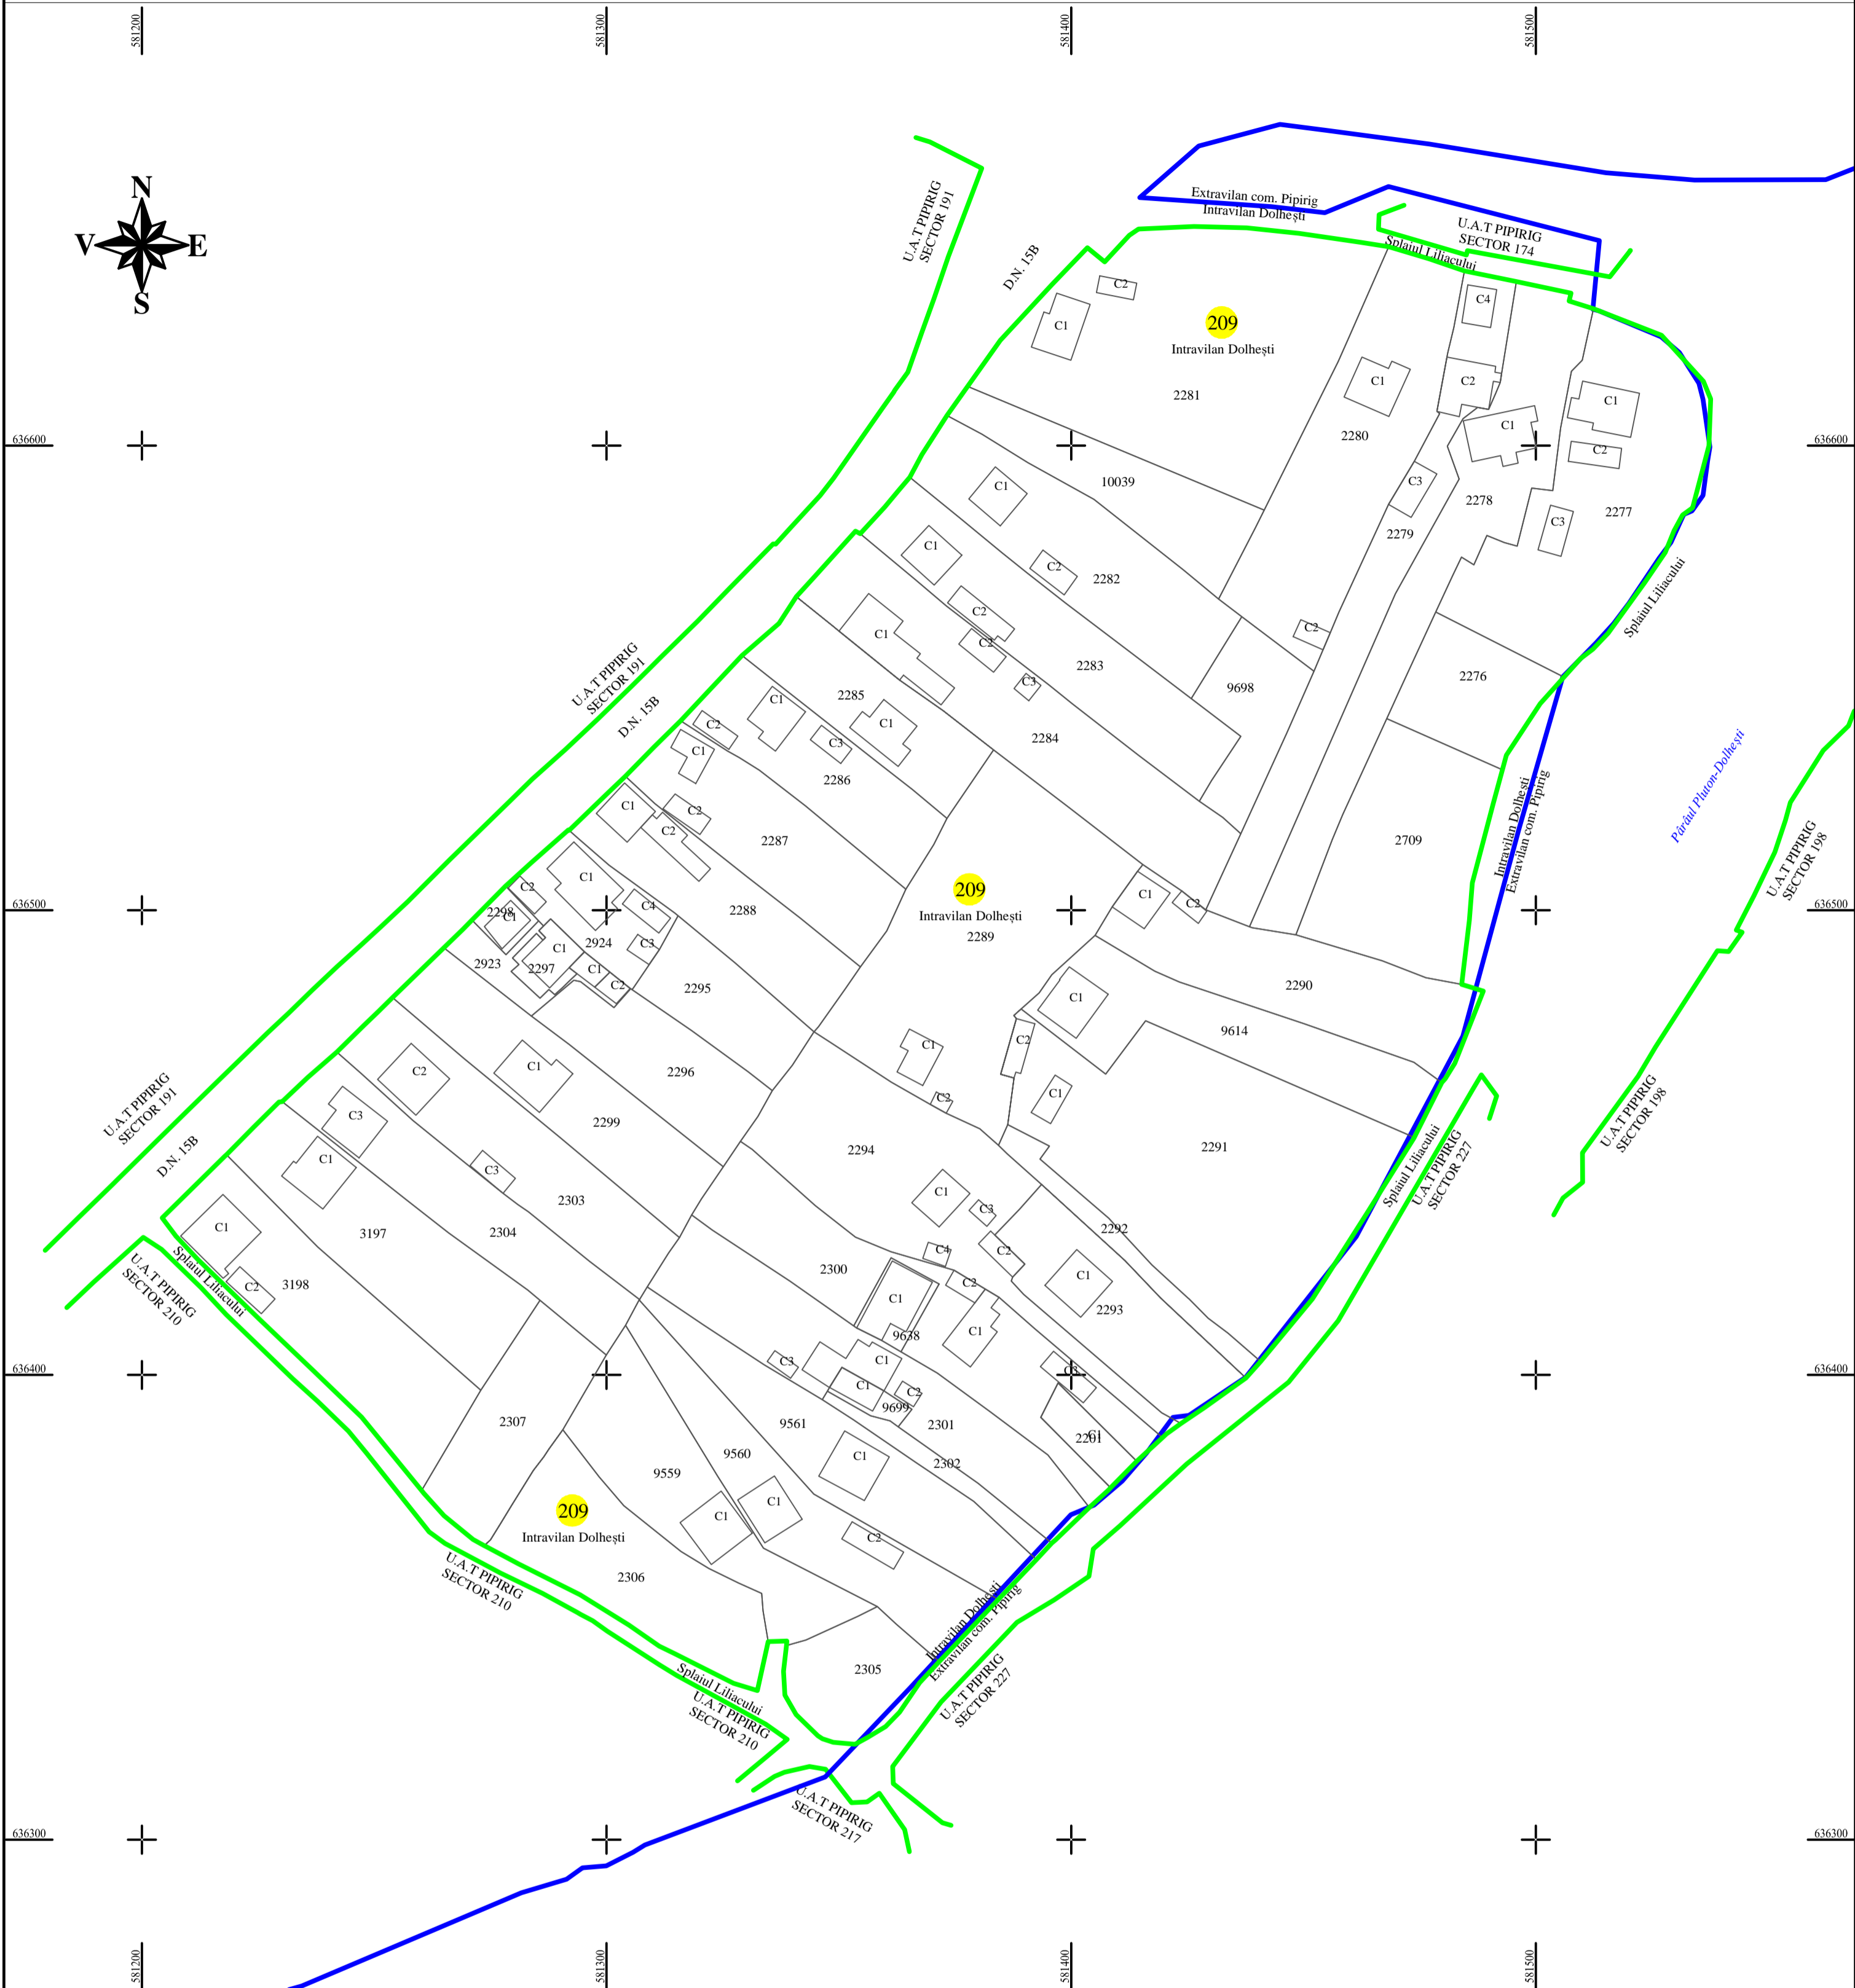 581200
581300
581400
581500
N
V
E
S
U.A.T PIPIRIG
SECTOR 191
D.N. 15B
Extravilan com. Pipirig
Intravilan Dolhești
U.A.T PIPIRIG
SECTOR 174
Splaiul Liliacului
C2
C1
209
Intravilan Dolhești
2281
C4
C1
2280
C2
C1
C1
C2
636600
636600
10039
C1
C3
2278
2279
C3
2277
C1
C2
2282
C2
C2
C3
2283
C1
C2
Splaiul Liliacului
2276
9698
U.A.T PIPIRIG
SECTOR 191
D.N. 15B
2285
C1
C1
C2
C3
C1
2284
2286
Intravilan Dolhești
Extravilan com. Pipirig
Pârâul Pluton-Dolhești
C1
C2
C2
2287
2709
U.A.T PIPIRIG
SECTOR 198
C1
C2
C4
2298
C1
2288
209
Intravilan Dolhești
2289
C1
C2
636500
636500
2924
C3
C1
2923
2297
C1
C2
2295
2290
C1
9614
C1
C2
C2
C1
2296
C2
C1
2299
2294
2291
U.A.T PIPIRIG
SECTOR 191
D.N. 15B
C3
C1
C3
2303
U.A.T PIPIRIG
SECTOR 198
Splaiul Liliacului
U.A.T PIPIRIG
SECTOR 227
C1
C3
2292
C1
3197
2304
C4
C2
2300
C2
C1
2293
U.A.T PIPIRIG
SECTOR 210
Splaiul Liliacului
C2
3198
C1
9638
C1
C3
C1
C1
C2
C3
636400
636400
9699
2301
2201
C1
2307
9561
9560
2302
C1
9559
C1
C1
C2
209
Intravilan Dolhești
2306
U.A.T PIPIRIG
SECTOR 210
Intravilan Dolhești
Extravilan com. Pipirig
2305
Splaiul Liliacului
U.A.T PIPIRIG
SECTOR 210
U.A.T PIPIRIG
SECTOR 227
U.A.T PIPIRIG
SECTOR 217
636300
636300
581200
581300
581400
581500